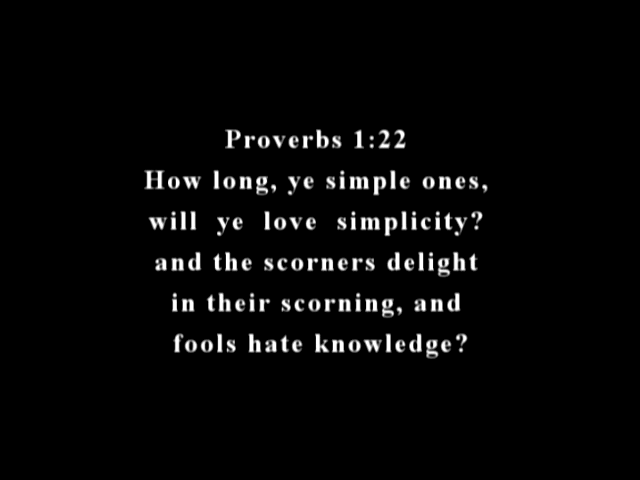 Proverbs 1:22
How long, ye simple ones,
will ye love simplicity?
and the scorners delight
in their scorning, and
fools hate knowledge?